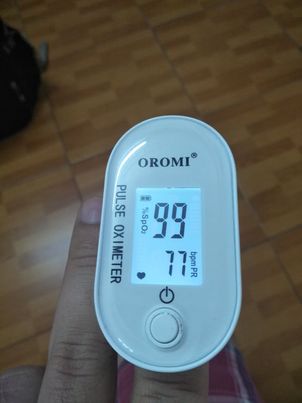 OROMI®
PULSE OXIMETER
%SpO₂
99
bpmPR
77